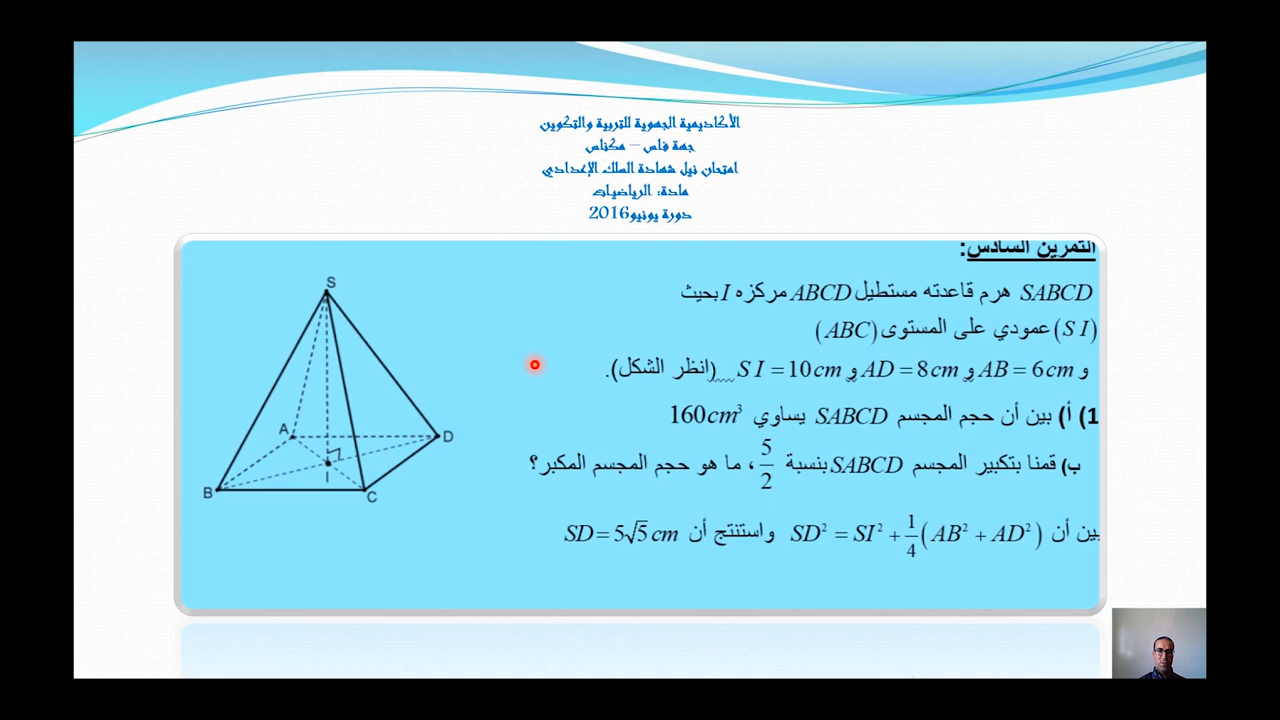 الأكاديمية الجهوية للتربية والتكوين
جهة فاس – مكناس
امتحان نيل شهادة السلك الإعدادي
مادة: الرياضيات
دورة يونيو2016
التمرين السادس:
SABCD هرم قاعدته مستطيل ABCD مركزه I بحيث
(SI) عمودي على المستوى (ABC)
و AB = 6cm و AD = 8cm و SI = 10cm (انظر الشكل).
1) أ) بين أن حجم المجسم SABCD يساوي 160cm³
ب) قمنا بتكبير المجسم SABCD بنسبة 5/2 ، ما هو حجم المجسم المكبر؟
بين أن SD² = SI² + 1/4 (AB² + AD²) واستنتج أن SD = 5√5 cm
S
A
D
I
B
C